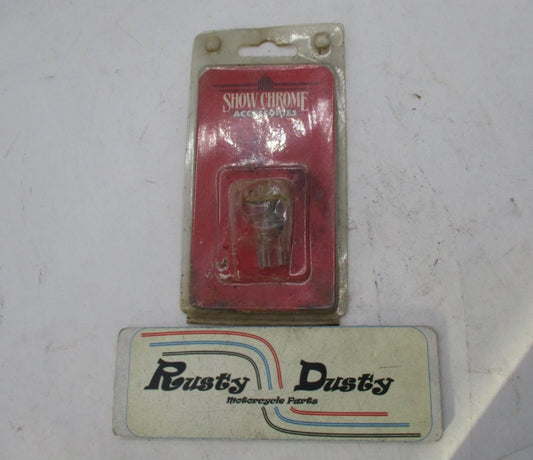 SHOW CHROME
ACCESSORIES
Rusty Dusty
Motorcycle Parts